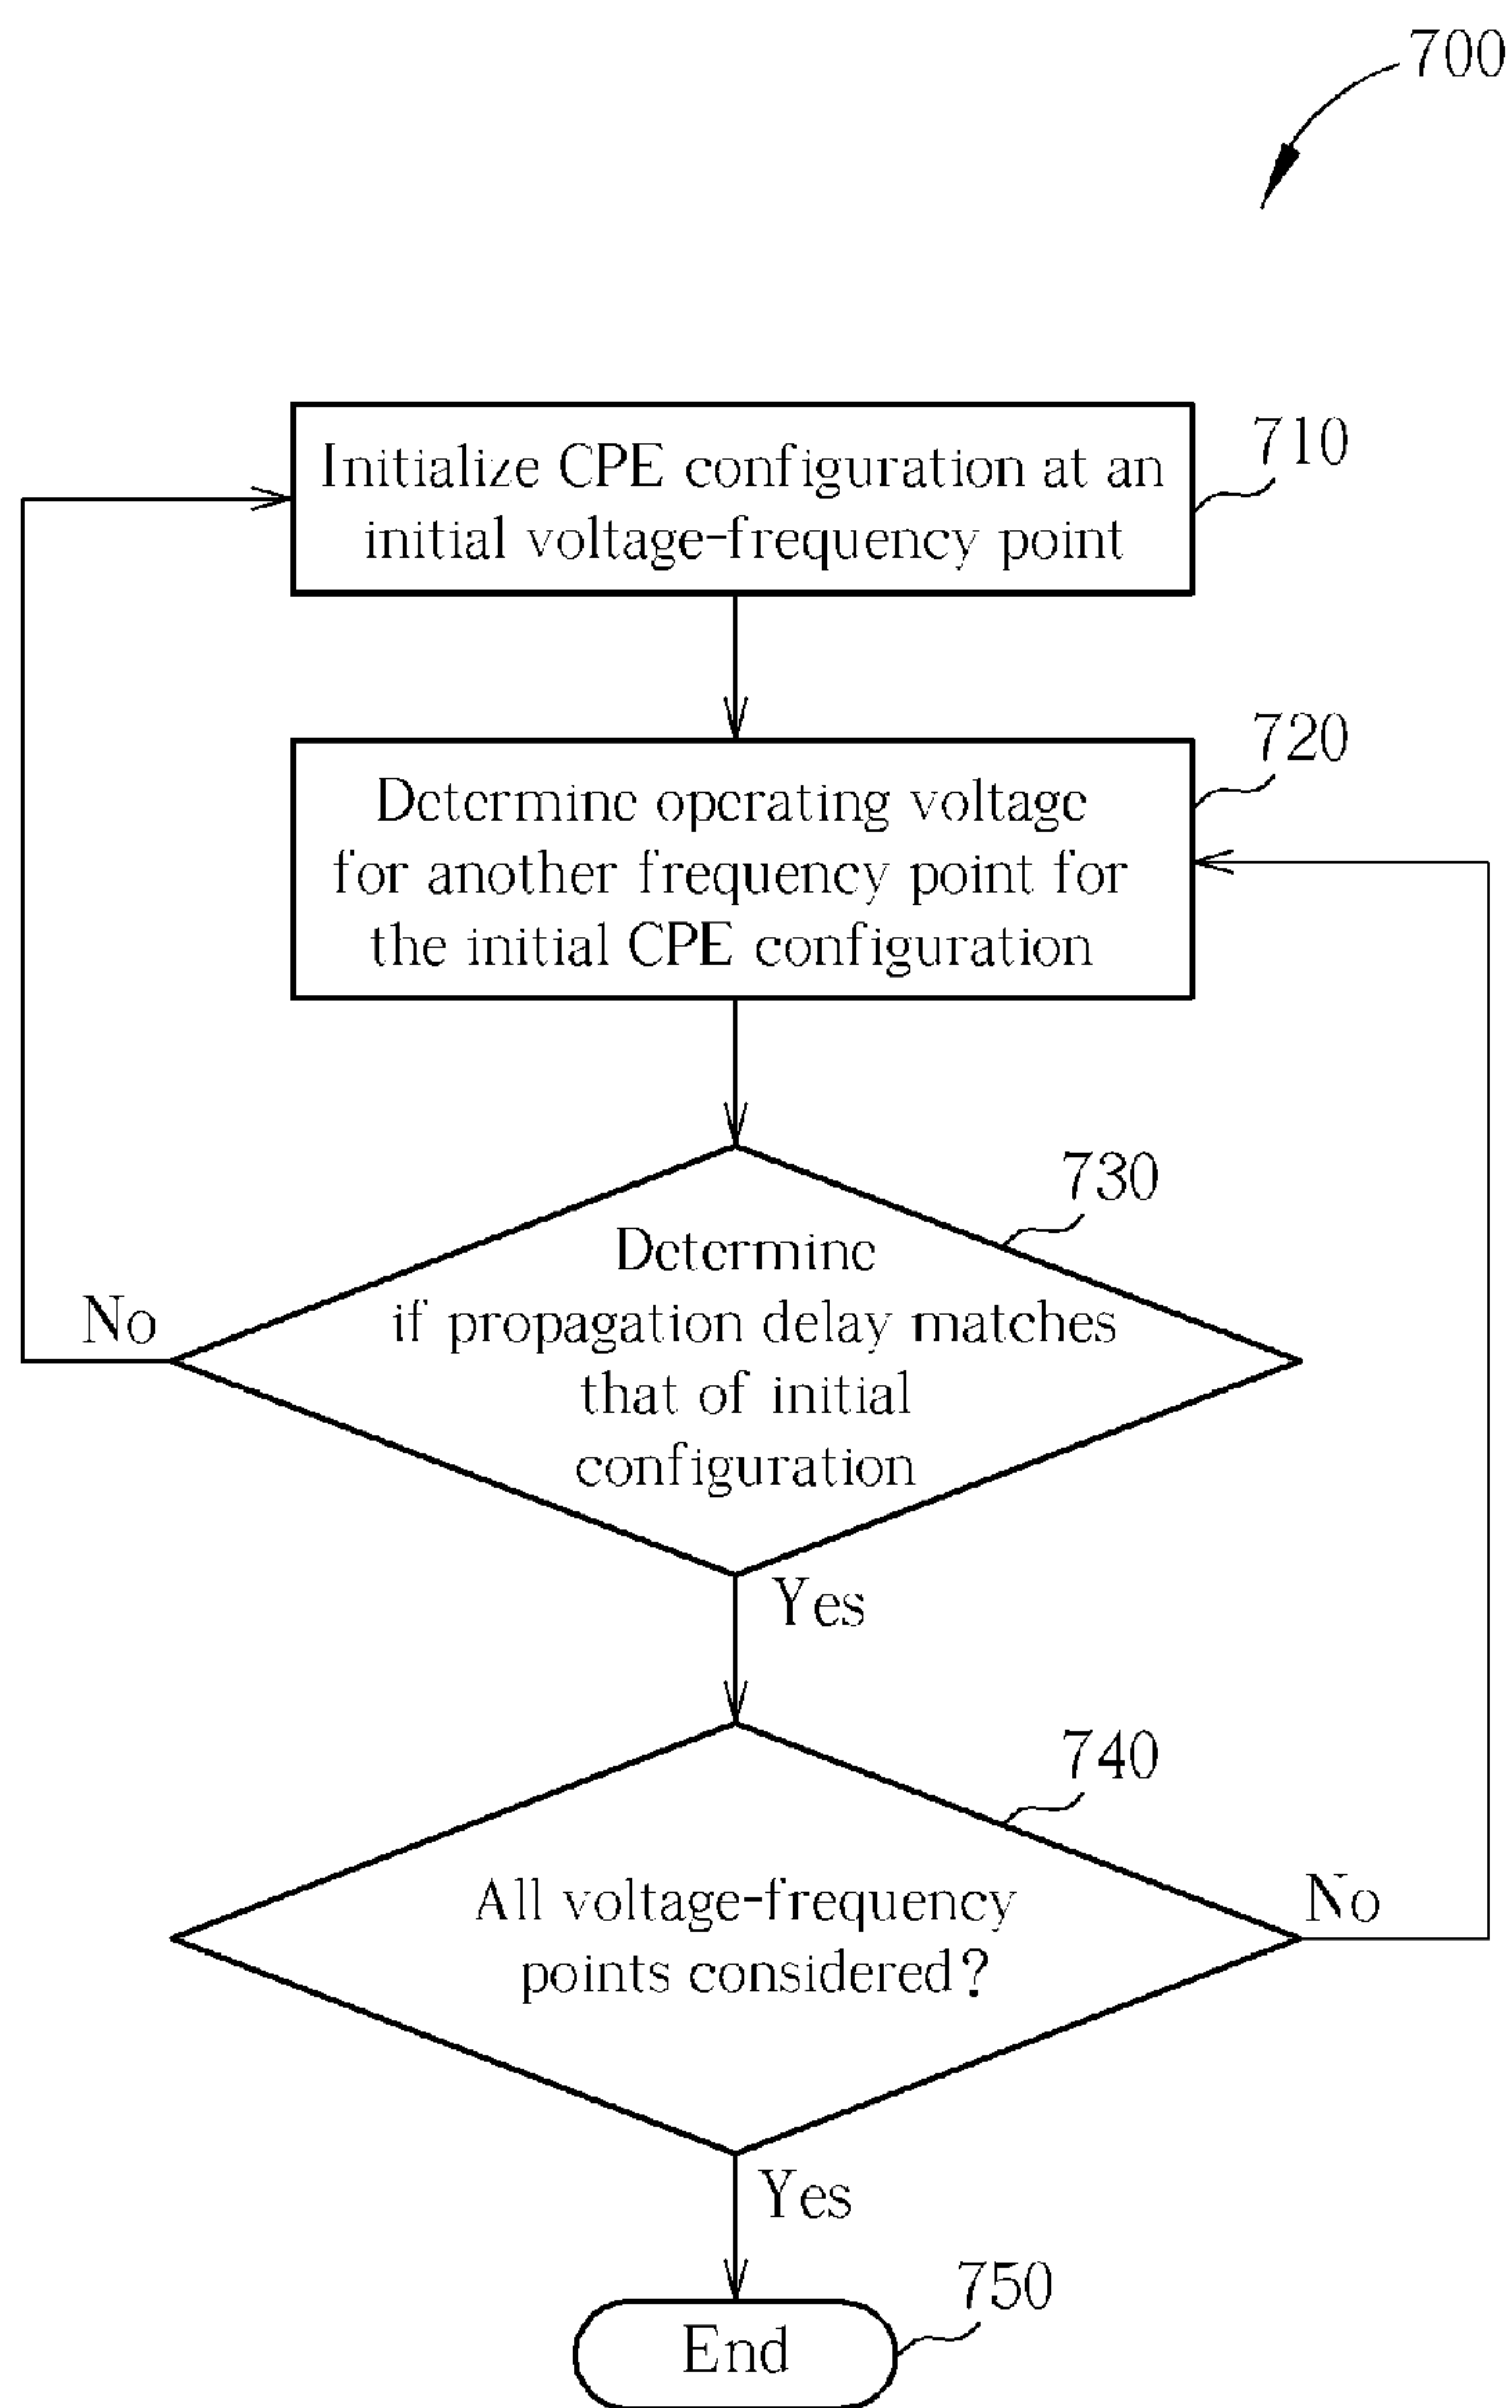 700
Initialize CPE configuration at an
initial voltage-frequency point
710
720
Determine operating voltage
for another frequency point for
the initial CPE configuration
730
Determine
if propagation delay matches
that of initial
configuration
No
Yes
740
All voltage-frequency
points considered?
No
Yes
750
End